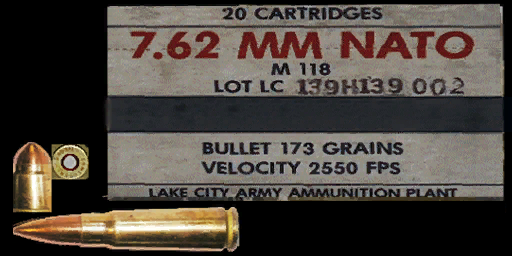 20 CARTRIDGES
7.62 MM NATO
M 118
LOT LC 139H139 002
BULLET 173 GRAINS
VELOCITY 2550 FPS
LAKE CITY ARMY AMMUNITION PLANT